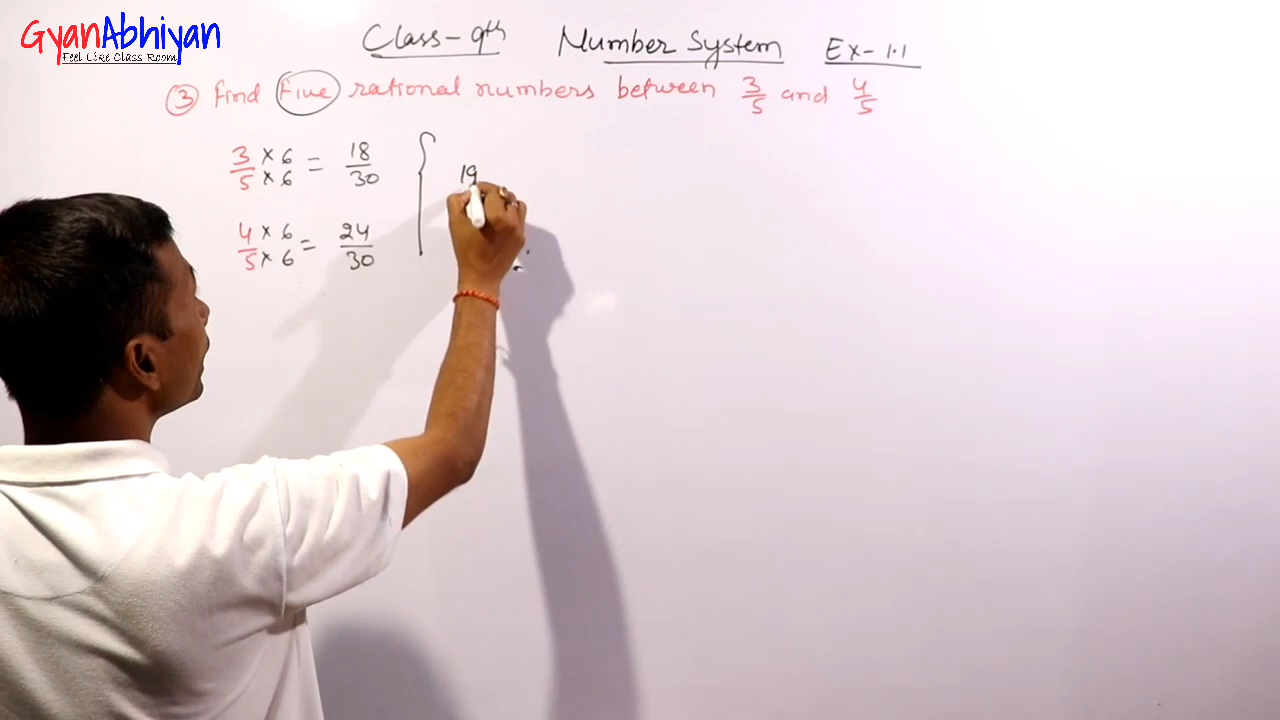 GyanAbhiyan
Feel Like Class Room
Class-9th Number System Ex-1.1
③ Find Five rational numbers between 3/5 and 4/5
3/5 × 6/× 6 = 18/30 { 19
4/5 × 6/× 6 = 24/30